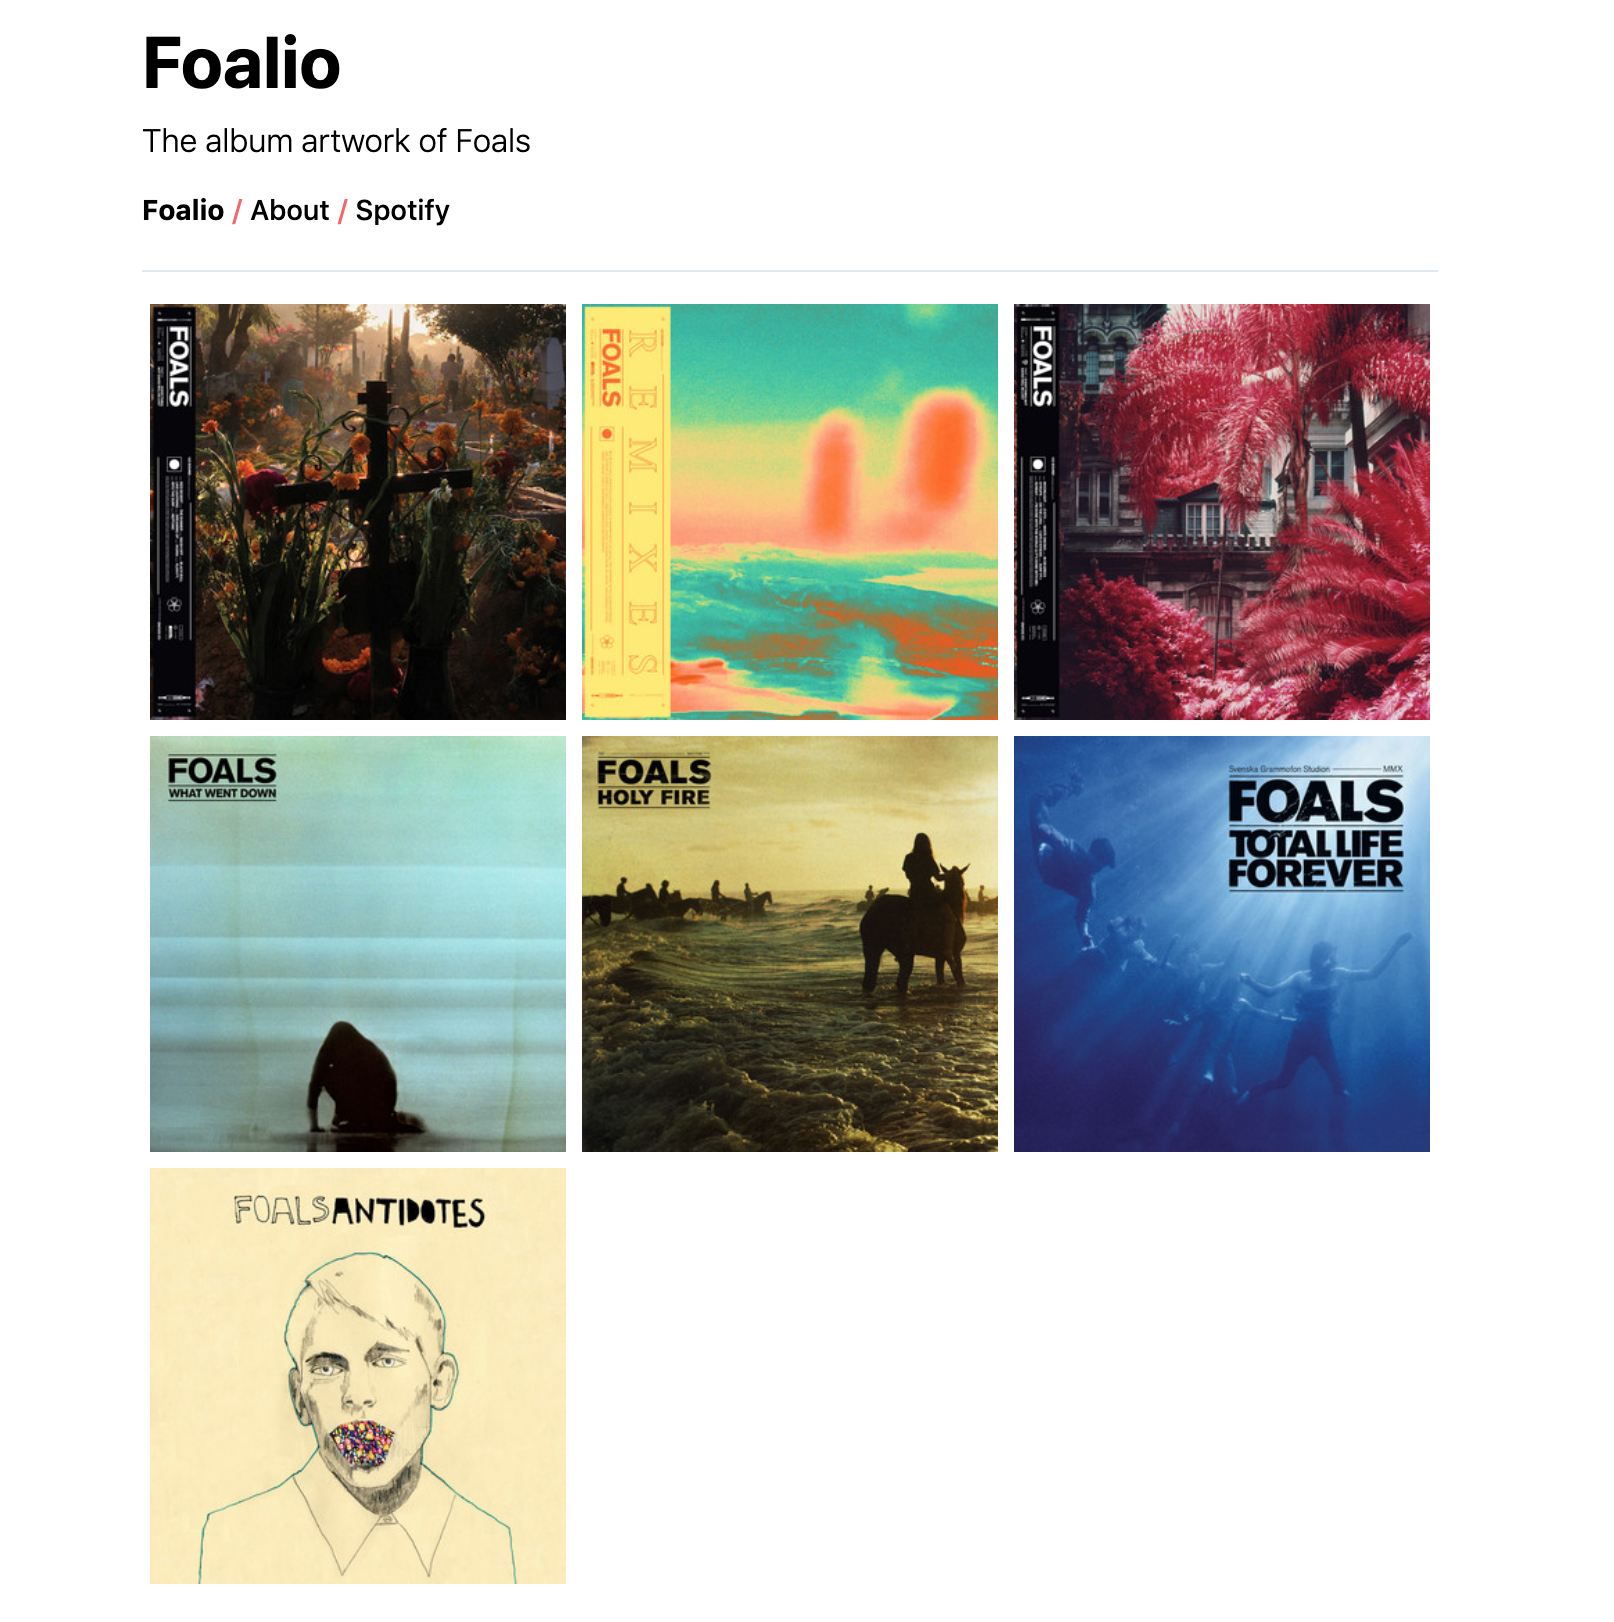 Foalio
The album artwork of Foals
Foalio / About / Spotify
FOALS
FOALS
REMIXES
FOALS
FOALS
WHAT WENT DOWN
FOALS
HOLY FIRE
Svenska Grammofon Studion MMX
FOALS
TOTAL LIFE
FOREVER
FOALS ANTIDOTES